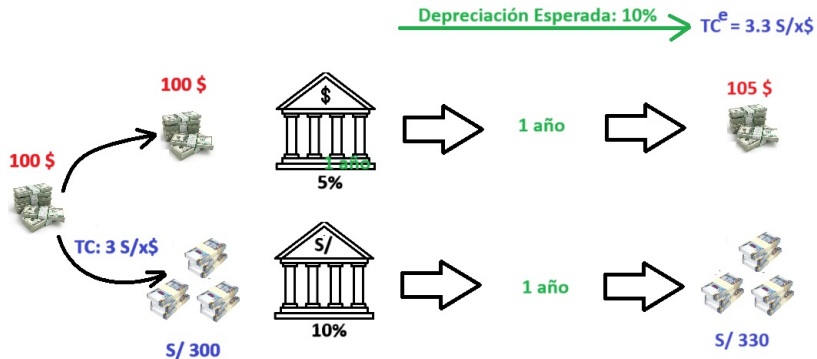 Depreciación Esperada: 10%
TCᵉ = 3.3 S/x$
100 $
$
105 $
1 año
1 año
5%
100 $
TC: 3 S/x$
S/
1 año
10%
S/ 300
S/ 330